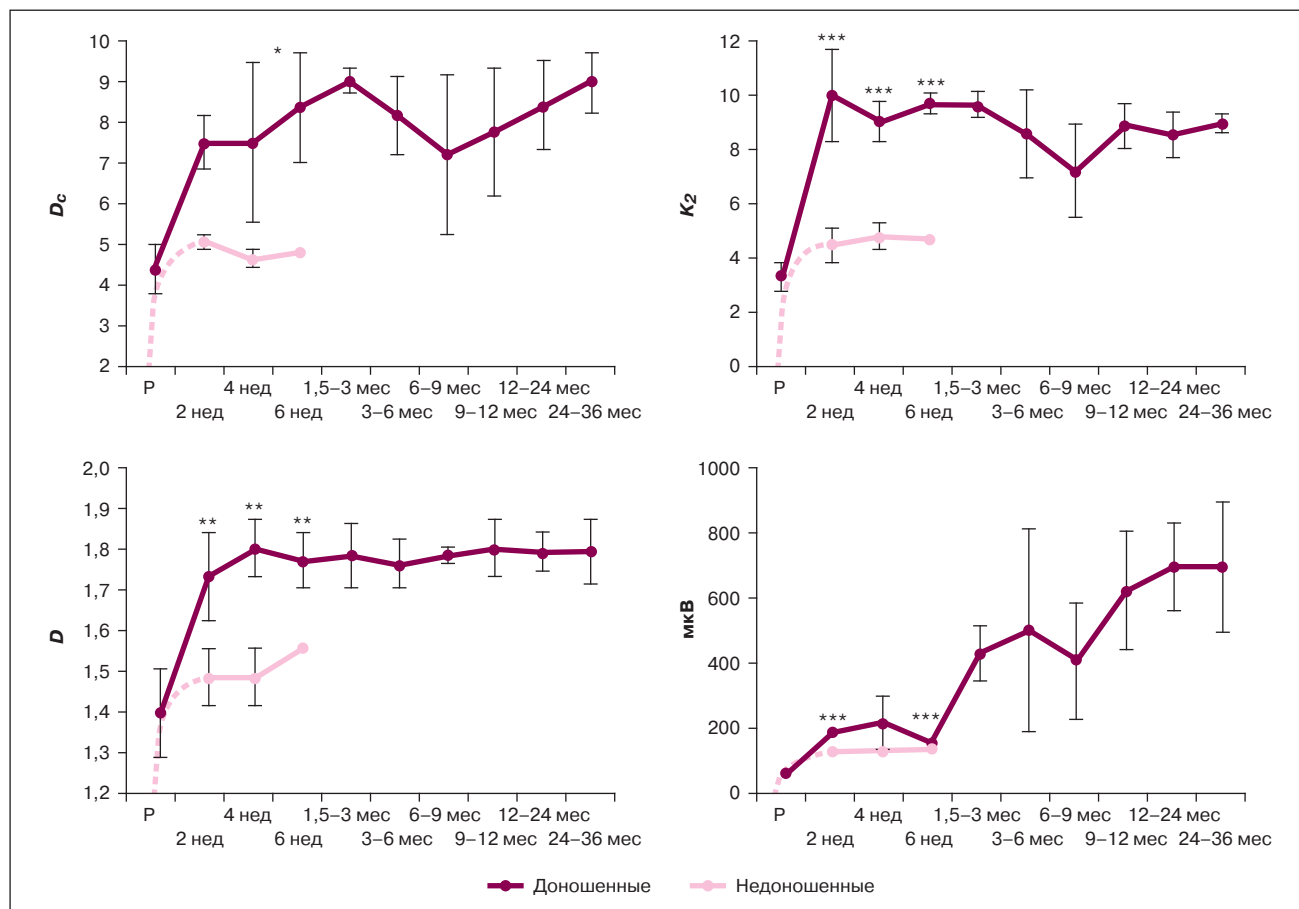 10
9
8
7
6
5
4
3
2
Dc
*
P
4 нед
1,5–3 мес
6–9 мес
12–24 мес
2 нед
6 нед
3–6 мес
9–12 мес
24–36 мес
12
10
8
6
4
2
0
K2
***
***
***
P
4 нед
1,5–3 мес
6–9 мес
12–24 мес
2 нед
6 нед
3–6 мес
9–12 мес
24–36 мес
2,0
1,9
1,8
1,7
1,6
1,5
1,4
1,3
1,2
D
**
**
**
P
4 нед
1,5–3 мес
6–9 мес
12–24 мес
2 нед
6 нед
3–6 мес
9–12 мес
24–36 мес
1000
800
600
400
200
0
мкВ
***
***
P
4 нед
1,5–3 мес
6–9 мес
12–24 мес
2 нед
6 нед
3–6 мес
9–12 мес
24–36 мес
Доношенные
Недоношенные